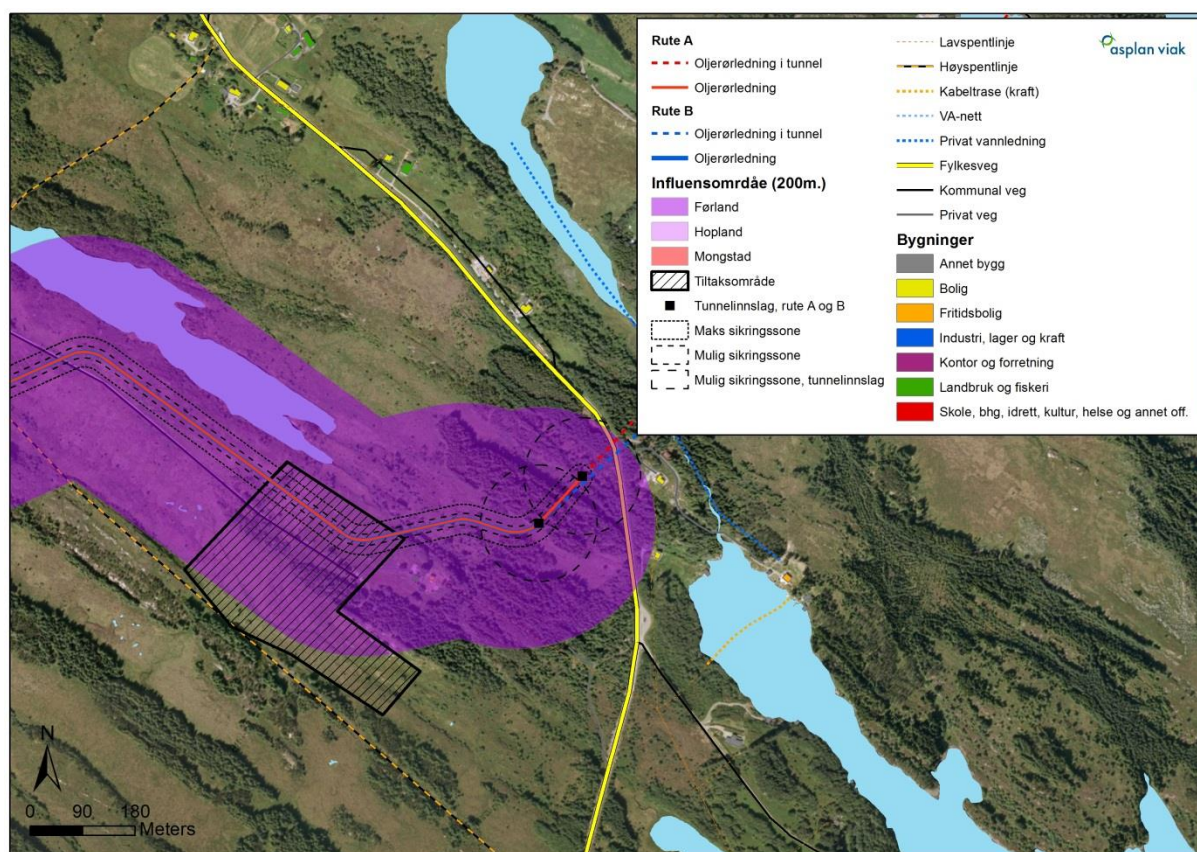 Rute A
Oljerørledning i tunnel
Oljerørledning
Rute B
Oljerørledning i tunnel
Oljerørledning
Influensområde (200m.)
Førland
Hopland
Mongstad
Tiltaksområde
Tunnelinnslag, rute A og B
Maks sikringssone
Mulig sikringssone
Mulig sikringssone, tunnelinnslag
Lavspentlinje
Høyspentlinje
Kabeltrase (kraft)
VA-nett
Privat vannledning
Fylkesveg
Kommunal veg
Privat veg
Bygninger
Annet bygg
Bolig
Fritidsbolig
Industri, lager og kraft
Kontor og forretning
Landbruk og fiskeri
Skole, bhg, idrett, kultur, helse og annet off.
asplan viak
N
0 90 180
Meters